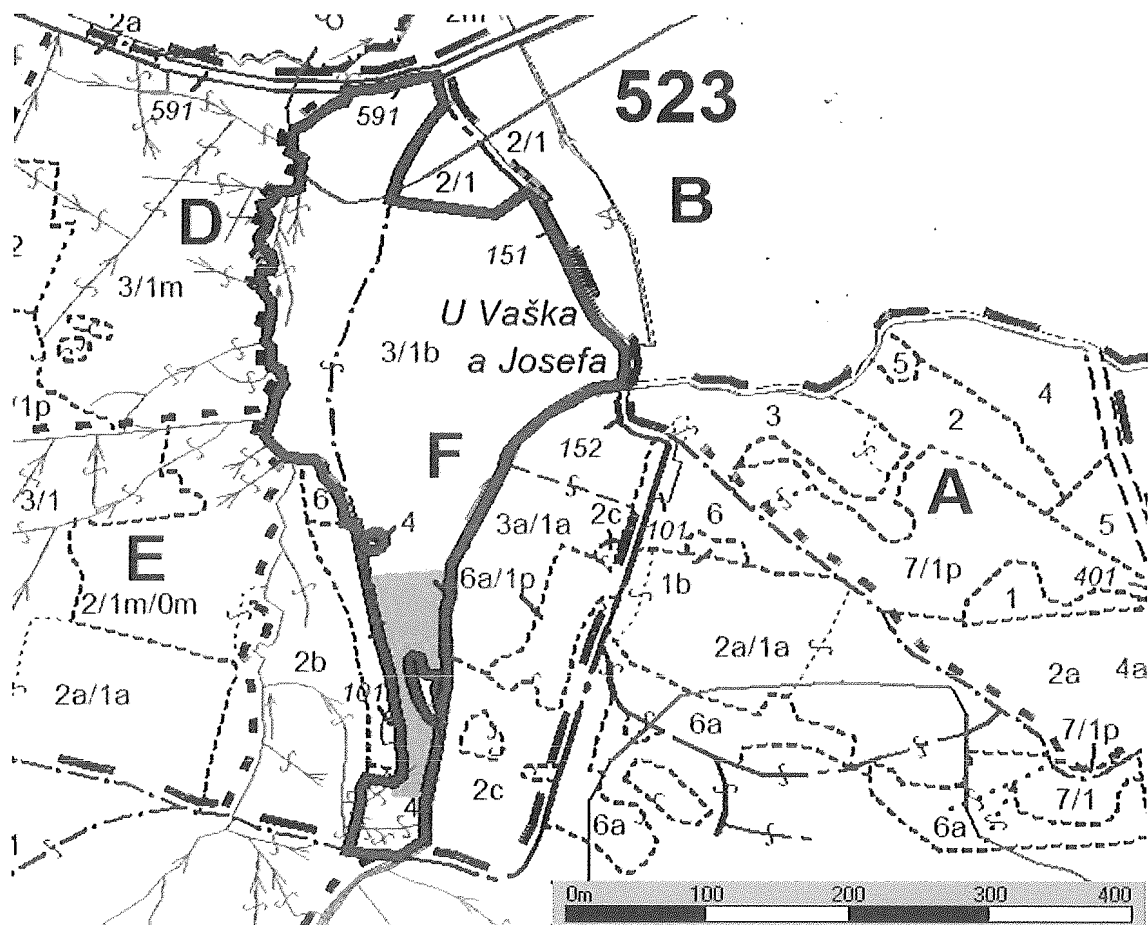 2a
2m
591
591
523
2/1
2/1
D
B
151
3/1m
U Vaška
a Josefa
3/1b
5
4
3
2
/1p
F
152
A
3/1
6
4
3a/1a
2c
101
6
5
E
6a/1p
7/1p
401
1b
1
2/1m/0m
2b
2a/1a
2a
4a
2a/1a
101
6a
7/1p
2c
7/1
4
6a
6a
1
0m 100 200 300 400